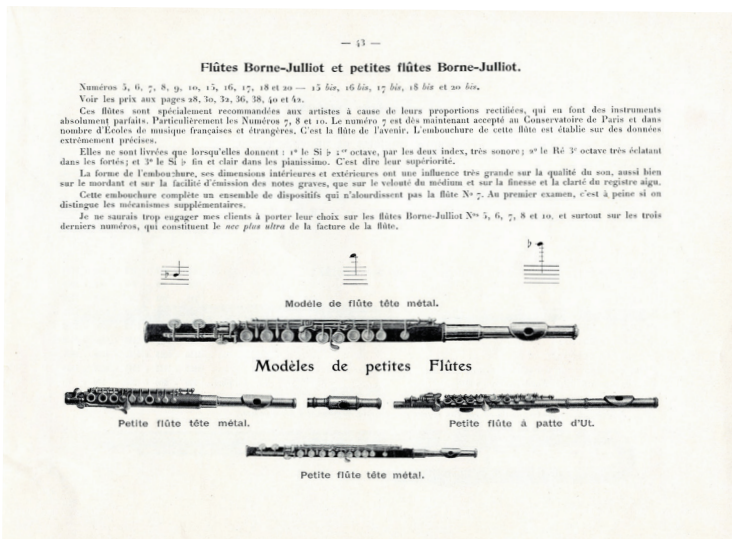 — 43 —
Flûtes Borne-Julliot et petites flûtes Borne-Julliot.
Numéros 5, 6, 7, 8, 9, 10, 15, 16, 17, 18 et 20 — 15 bis, 16 bis, 17 bis, 18 bis et 20 bis.
Voir les prix aux pages 28, 30, 32, 36, 38, 40 et 42.
Ces flûtes sont spécialement recommandées aux artistes à cause de leurs proportions rectifiées, qui en font des instruments
absolument parfaits. Particulièrement les Numéros 7, 8 et 10. Le numéro 7 est dès maintenant accepté au Conservatoire de Paris et dans
nombre d'Écoles de musique françaises et étrangères. C'est la flûte de l'avenir. L'embouchure de cette flûte est établie sur des données
extrêmement précises.
Elles ne sont livrées que lorsqu'elles donnent : 1º le Si ♭ 1er octave, par les deux index, très sonore; 2º le Ré 3e octave très éclatant
dans les fortés; et 3º le Si ♭ fin et clair dans les pianissimo. C'est dire leur supériorité.
La forme de l'embouchure, ses dimensions intérieures et extérieures ont une influence très grande sur la qualité du son, aussi bien
sur le mordant et sur la facilité d'émission des notes graves, que sur le velouté du médium et sur la finesse et la clarté du registre aigu.
Cette embouchure complète un ensemble de dispositifs qui n'alourdissent pas la flûte Nº 7. Au premier examen, c'est à peine si on
distingue les mécanismes supplémentaires.
Je ne saurais trop engager mes clients à porter leur choix sur les flûtes Borne-Julliot Nos 5, 6, 7, 8 et 10, et surtout sur les trois
derniers numéros, qui constituent le nec plus ultra de la facture de la flûte.
Modèle de flûte tête métal.
Modèles de petites Flûtes
Petite flûte tête métal.
Petite flûte à patte d'Ut.
Petite flûte tête métal.